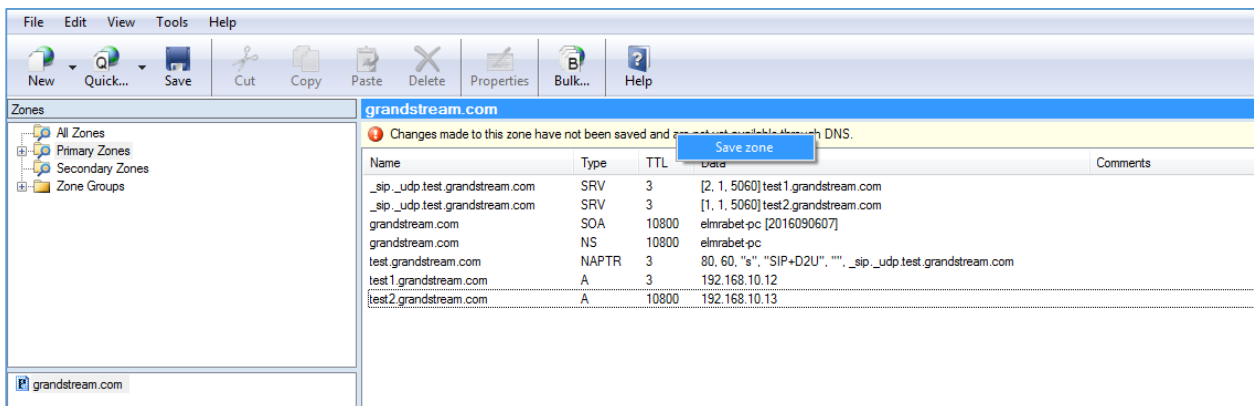 File Edit View Tools Help
New Quick... Save Cut Copy Paste Delete Properties Bulk... Help
Zones
grandstream.com
All Zones
Primary Zones
Secondary Zones
Zone Groups
grandstream.com
Changes made to this zone have not been saved and are not yet available through DNS.
Save zone
Name Type TTL Data Comments
_sip._udp.test.grandstream.com SRV 3 [2, 1, 5060] test1.grandstream.com
_sip._udp.test.grandstream.com SRV 3 [1, 1, 5060] test2.grandstream.com
grandstream.com SOA 10800 elmrabet-pc [2016090607]
grandstream.com NS 10800 elmrabet-pc
test.grandstream.com NAPTR 3 80, 60, "s", "SIP+D2U", "", _sip._udp.test.grandstream.com
test1.grandstream.com A 3 192.168.10.12
test2.grandstream.com A 10800 192.168.10.13